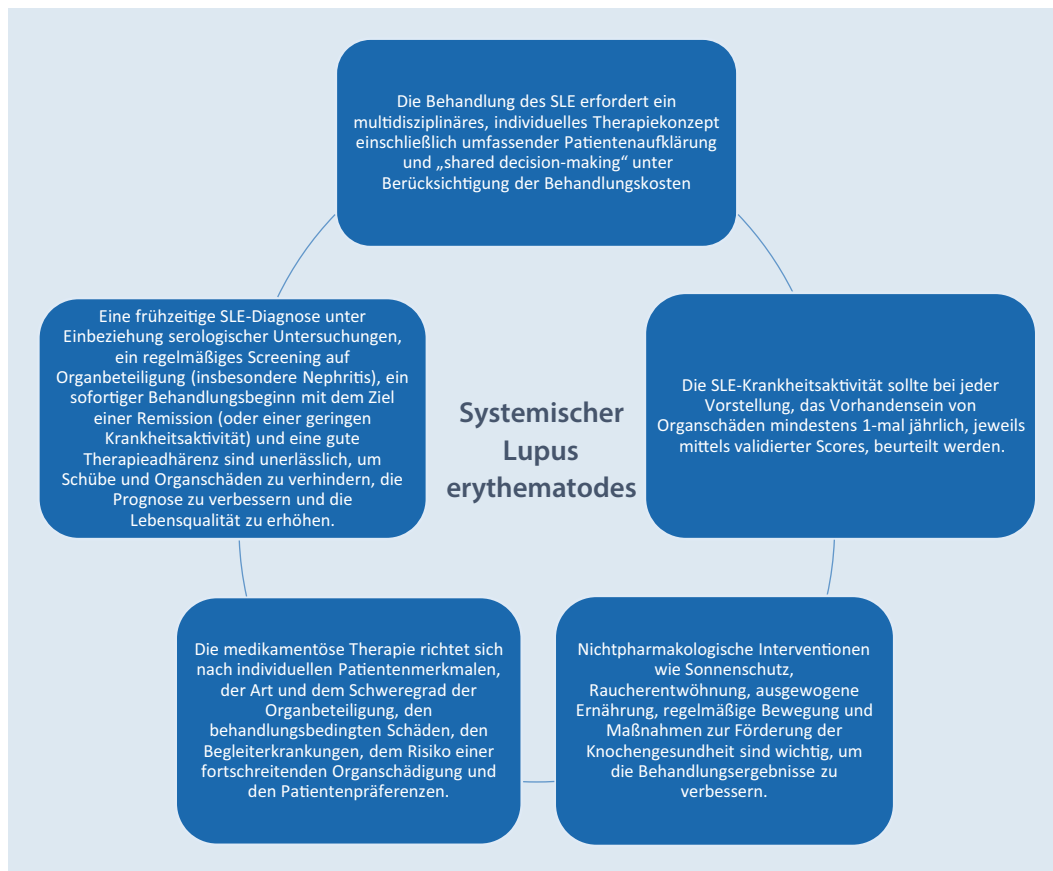 Die Behandlung des SLE erfordert ein
multidisziplinäres, individuelles Therapiekonzept
einschließlich umfassender Patientenaufklärung
und „shared decision-making“ unter
Berücksichtigung der Behandlungskosten
Eine frühzeitige SLE-Diagnose unter
Einbeziehung serologischer Untersuchungen,
ein regelmäßiges Screening auf
Organbeteiligung (insbesondere Nephritis), ein
sofortiger Behandlungsbeginn mit dem Ziel
einer Remission (oder einer geringen
Krankheitsaktivität) und eine gute
Therapieadhärenz sind unerlässlich, um
Schübe und Organschäden zu verhindern, die
Prognose zu verbessern und die
Lebensqualität zu erhöhen.
Systemischer
Lupus
erythematodes
Die SLE-Krankheitsaktivität sollte bei jeder
Vorstellung, das Vorhandensein von
Organschäden mindestens 1-mal jährlich, jeweils
mittels validierter Scores, beurteilt werden.
Die medikamentöse Therapie richtet sich
nach individuellen Patientenmerkmalen,
der Art und dem Schweregrad der
Organbeteiligung, den
behandlungsbedingten Schäden, den
Begleiterkrankungen, dem Risiko einer
fortschreitenden Organschädigung und
den Patientenpräferenzen.
Nichtpharmakologische Interventionen
wie Sonnenschutz,
Raucherentwöhnung, ausgewogene
Ernährung, regelmäßige Bewegung und
Maßnahmen zur Förderung der
Knochengesundheit sind wichtig, um
die Behandlungsergebnisse zu
verbessern.